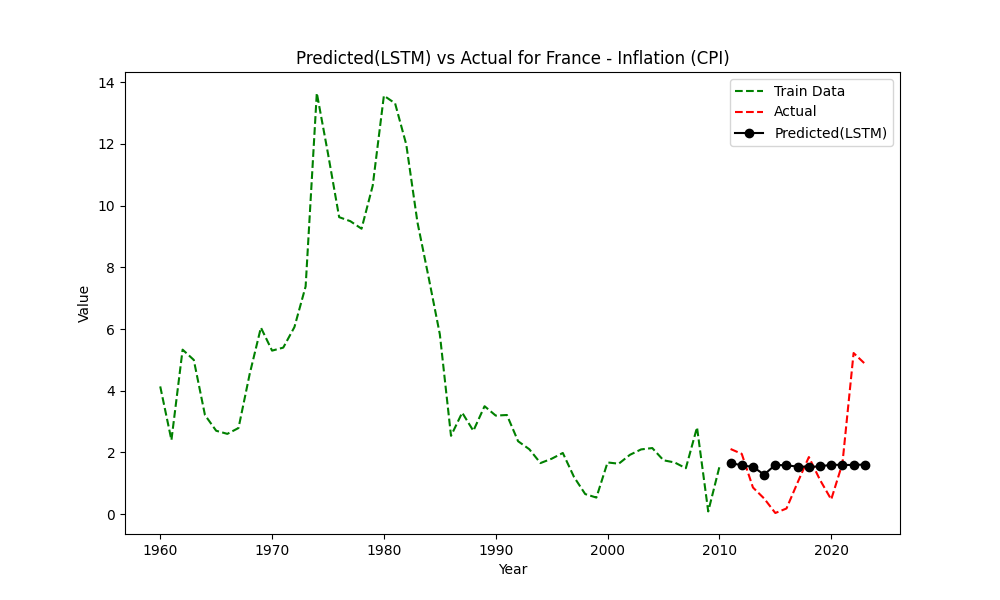 Predicted(LSTM) vs Actual for France - Inflation (CPI)
Train Data
Actual
Predicted(LSTM)
14
12
10
8
6
4
2
0
Value
1960 1970 1980 1990 2000 2010 2020
Year